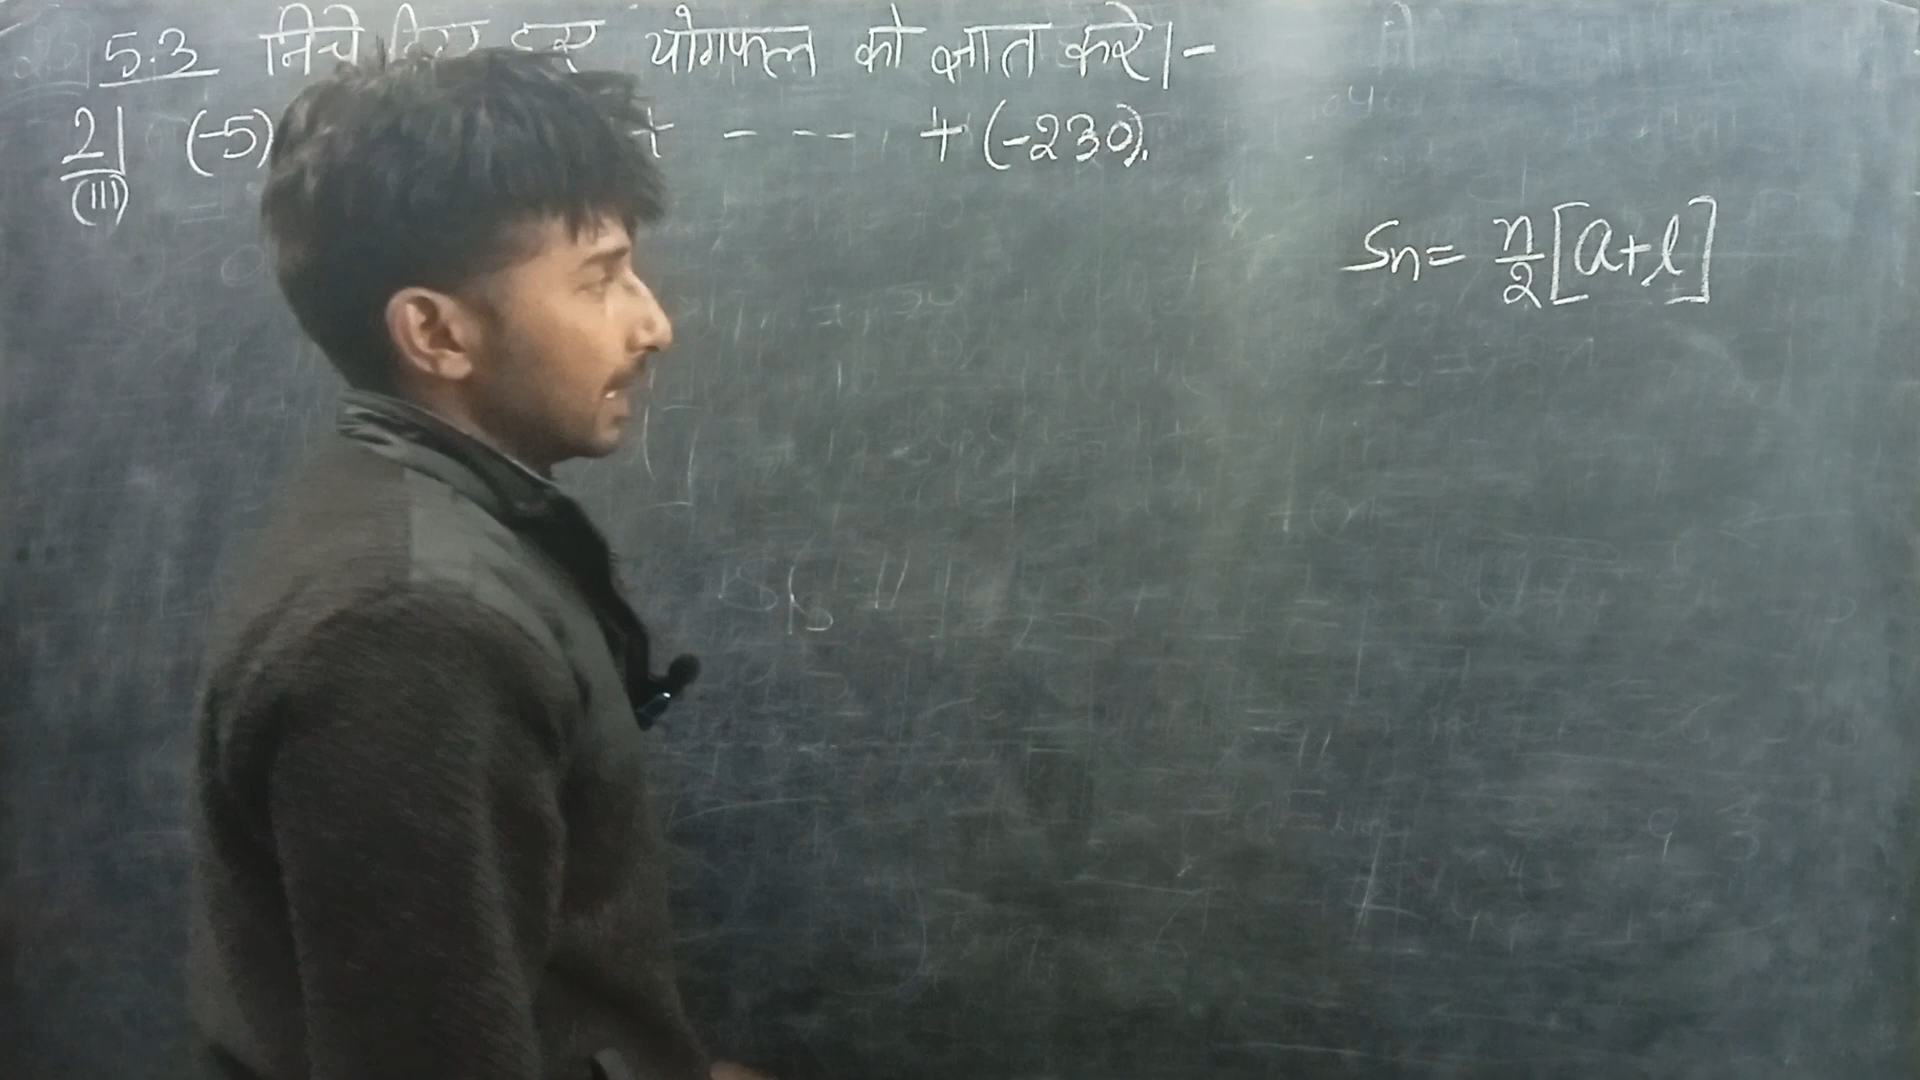 5.3 निचे योगफल को ज्ञात करे।-
2| (-5) + - - - - + (-230).
(iii)
Sn = n/2 [a+l]